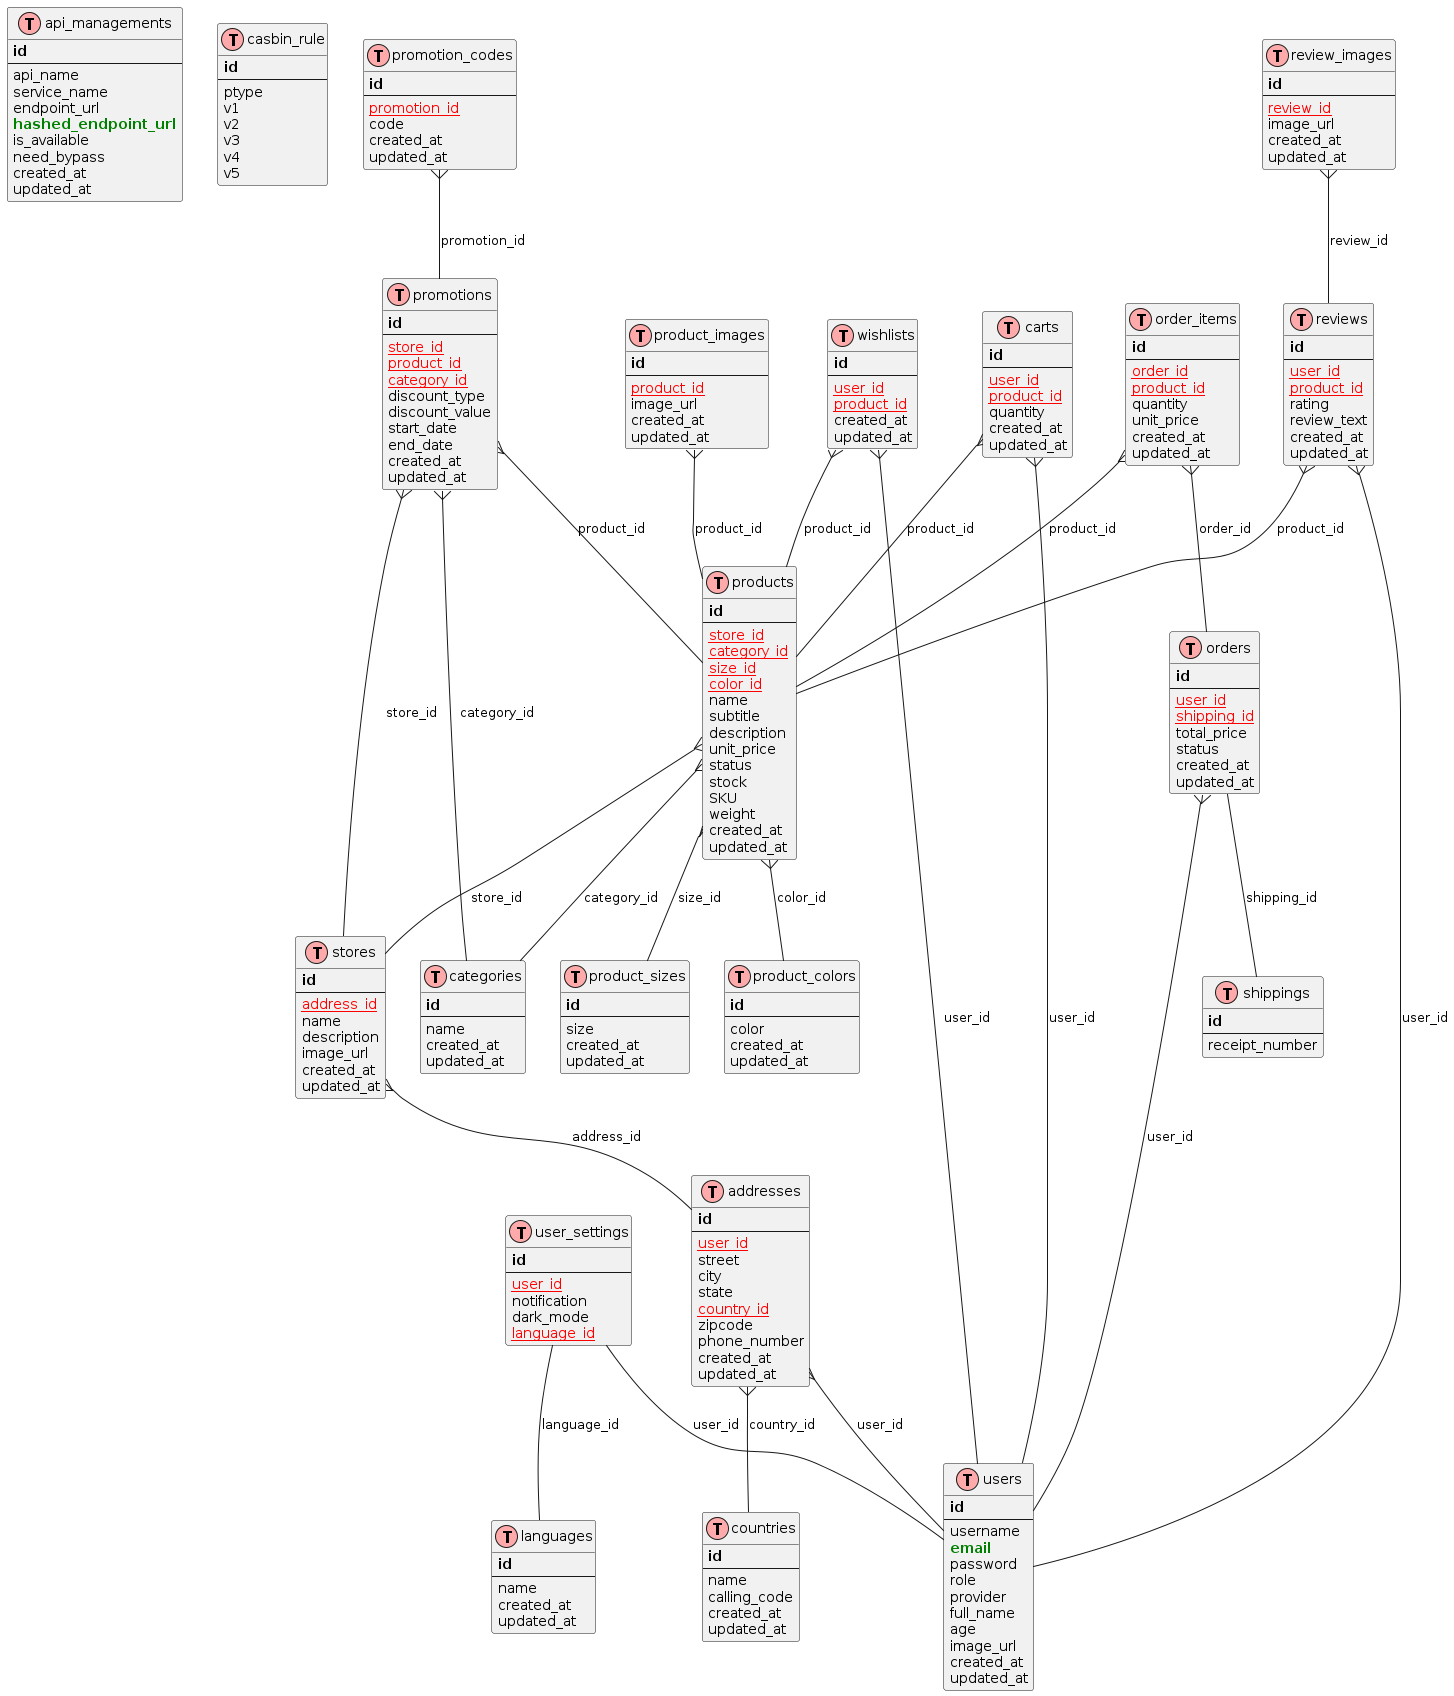 T api_managements
id
api_name
service_name
endpoint_url
hashed_endpoint_url
is_available
need_bypass
created_at
updated_at
T casbin_rule
id
ptype
v1
v2
v3
v4
v5
T promotion_codes
id
promotion_id
code
created_at
updated_at
T review_images
id
review_id
image_url
created_at
updated_at
promotion_id
review_id
T promotions
id
store_id
product_id
category_id
discount_type
discount_value
start_date
end_date
created_at
updated_at
T product_images
id
product_id
image_url
created_at
updated_at
T wishlists
id
user_id
product_id
created_at
updated_at
T carts
id
user_id
product_id
quantity
created_at
updated_at
T order_items
id
order_id
product_id
quantity
unit_price
created_at
updated_at
T reviews
id
user_id
product_id
rating
review_text
created_at
updated_at
product_id
product_id
product_id
product_id
product_id
order_id
product_id
T products
id
store_id
category_id
size_id
color_id
name
subtitle
description
unit_price
status
stock
SKU
weight
created_at
updated_at
T orders
id
user_id
shipping_id
total_price
status
created_at
updated_at
store_id
category_id
store_id
category_id
size_id
color_id
shipping_id
T stores
id
address_id
name
description
image_url
created_at
updated_at
T categories
id
name
created_at
updated_at
T product_sizes
id
size
created_at
updated_at
T product_colors
id
color
created_at
updated_at
T shippings
id
receipt_number
user_id
user_id
user_id
address_id
user_id
T addresses
id
user_id
street
city
state
country_id
zipcode
phone_number
created_at
updated_at
T user_settings
id
user_id
notification
dark_mode
language_id
language_id
user_id
country_id
user_id
T users
id
username
email
password
role
provider
full_name
age
image_url
created_at
updated_at
T languages
id
name
created_at
updated_at
T countries
id
name
calling_code
created_at
updated_at